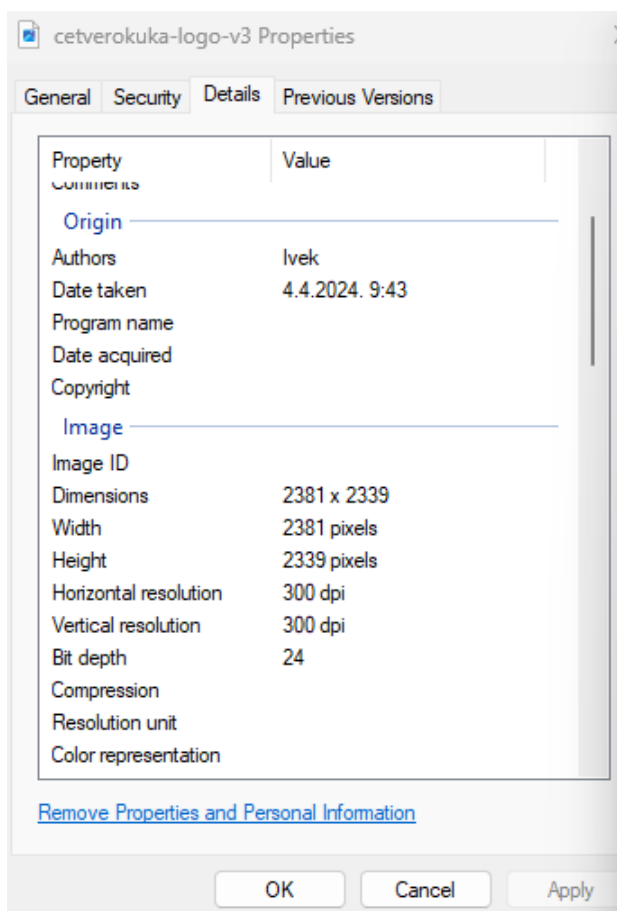 cetverokuka-logo-v3 Properties
General Security Details Previous Versions
Property Value
Comments
Origin
Authors Ivek
Date taken 4.4.2024. 9:43
Program name
Date acquired
Copyright
Image
Image ID
Dimensions 2381 x 2339
Width 2381 pixels
Height 2339 pixels
Horizontal resolution 300 dpi
Vertical resolution 300 dpi
Bit depth 24
Compression
Resolution unit
Color representation
Remove Properties and Personal Information
OK Cancel Apply